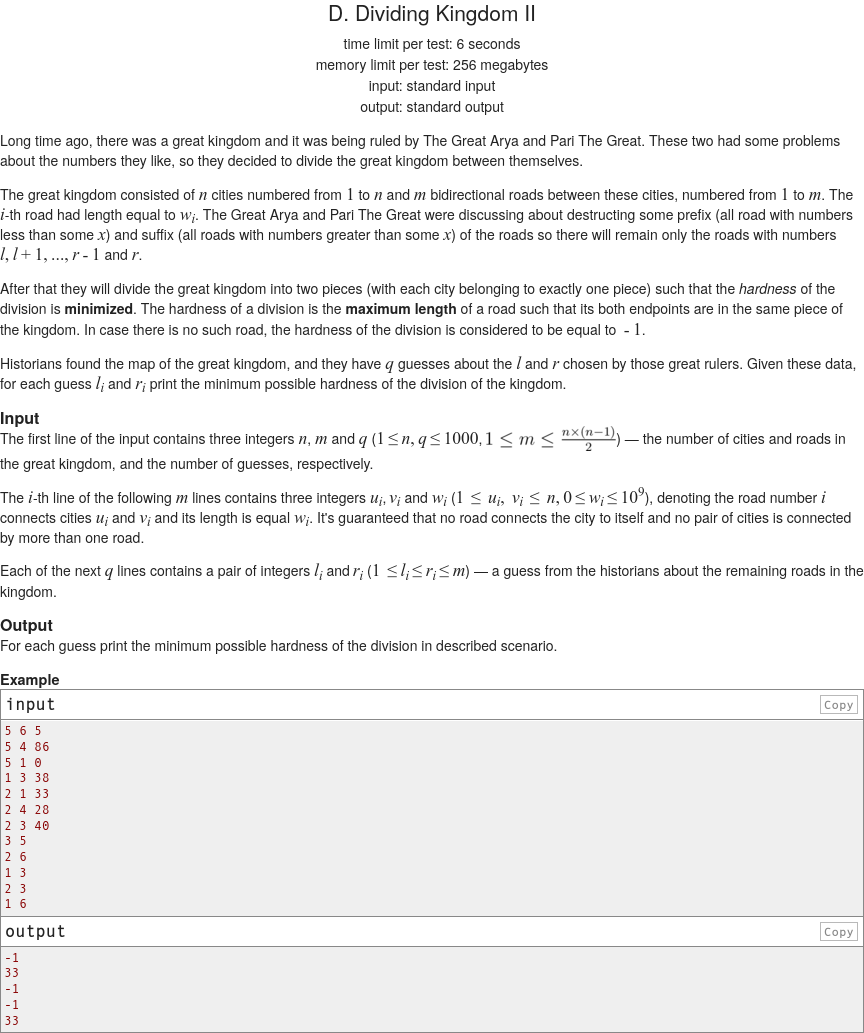 D. Dividing Kingdom II
time limit per test: 6 seconds
memory limit per test: 256 megabytes
input: standard input
output: standard output
Long time ago, there was a great kingdom and it was being ruled by The Great Arya and Pari The Great. These two had some problems
about the numbers they like, so they decided to divide the great kingdom between themselves.
The great kingdom consisted of n cities numbered from 1 to n and m bidirectional roads between these cities, numbered from 1 to m. The
i-th road had length equal to w_i. The Great Arya and Pari The Great were discussing about destructing some prefix (all road with numbers
less than some x) and suffix (all roads with numbers greater than some x) of the roads so there will remain only the roads with numbers
l, l + 1, ..., r - 1 and r.
After that they will divide the great kingdom into two pieces (with each city belonging to exactly one piece) such that the hardness of the
division is minimized. The hardness of a division is the maximum length of a road such that its both endpoints are in the same piece of
the kingdom. In case there is no such road, the hardness of the division is considered to be equal to - 1.
Historians found the map of the great kingdom, and they have q guesses about the l and r chosen by those great rulers. Given these data,
for each guess l_i and r_i print the minimum possible hardness of the division of the kingdom.
Input
The first line of the input contains three integers n, m and q (1 ≤ n, q ≤ 1000, 1 ≤ m ≤ n×(n−1)/2) — the number of cities and roads in
the great kingdom, and the number of guesses, respectively.
The i-th line of the following m lines contains three integers u_i, v_i and w_i (1 ≤ u_i, v_i ≤ n, 0 ≤ w_i ≤ 10^9), denoting the road number i
connects cities u_i and v_i and its length is equal w_i. It's guaranteed that no road connects the city to itself and no pair of cities is connected
by more than one road.
Each of the next q lines contains a pair of integers l_i and r_i (1 ≤ l_i ≤ r_i ≤ m) — a guess from the historians about the remaining roads in the
kingdom.
Output
For each guess print the minimum possible hardness of the division in described scenario.
Example
input Copy
5 6 5
5 4 86
5 1 0
1 3 38
2 1 33
2 4 28
2 3 40
3 5
2 6
1 3
2 3
1 6
output Copy
-1
33
-1
-1
33